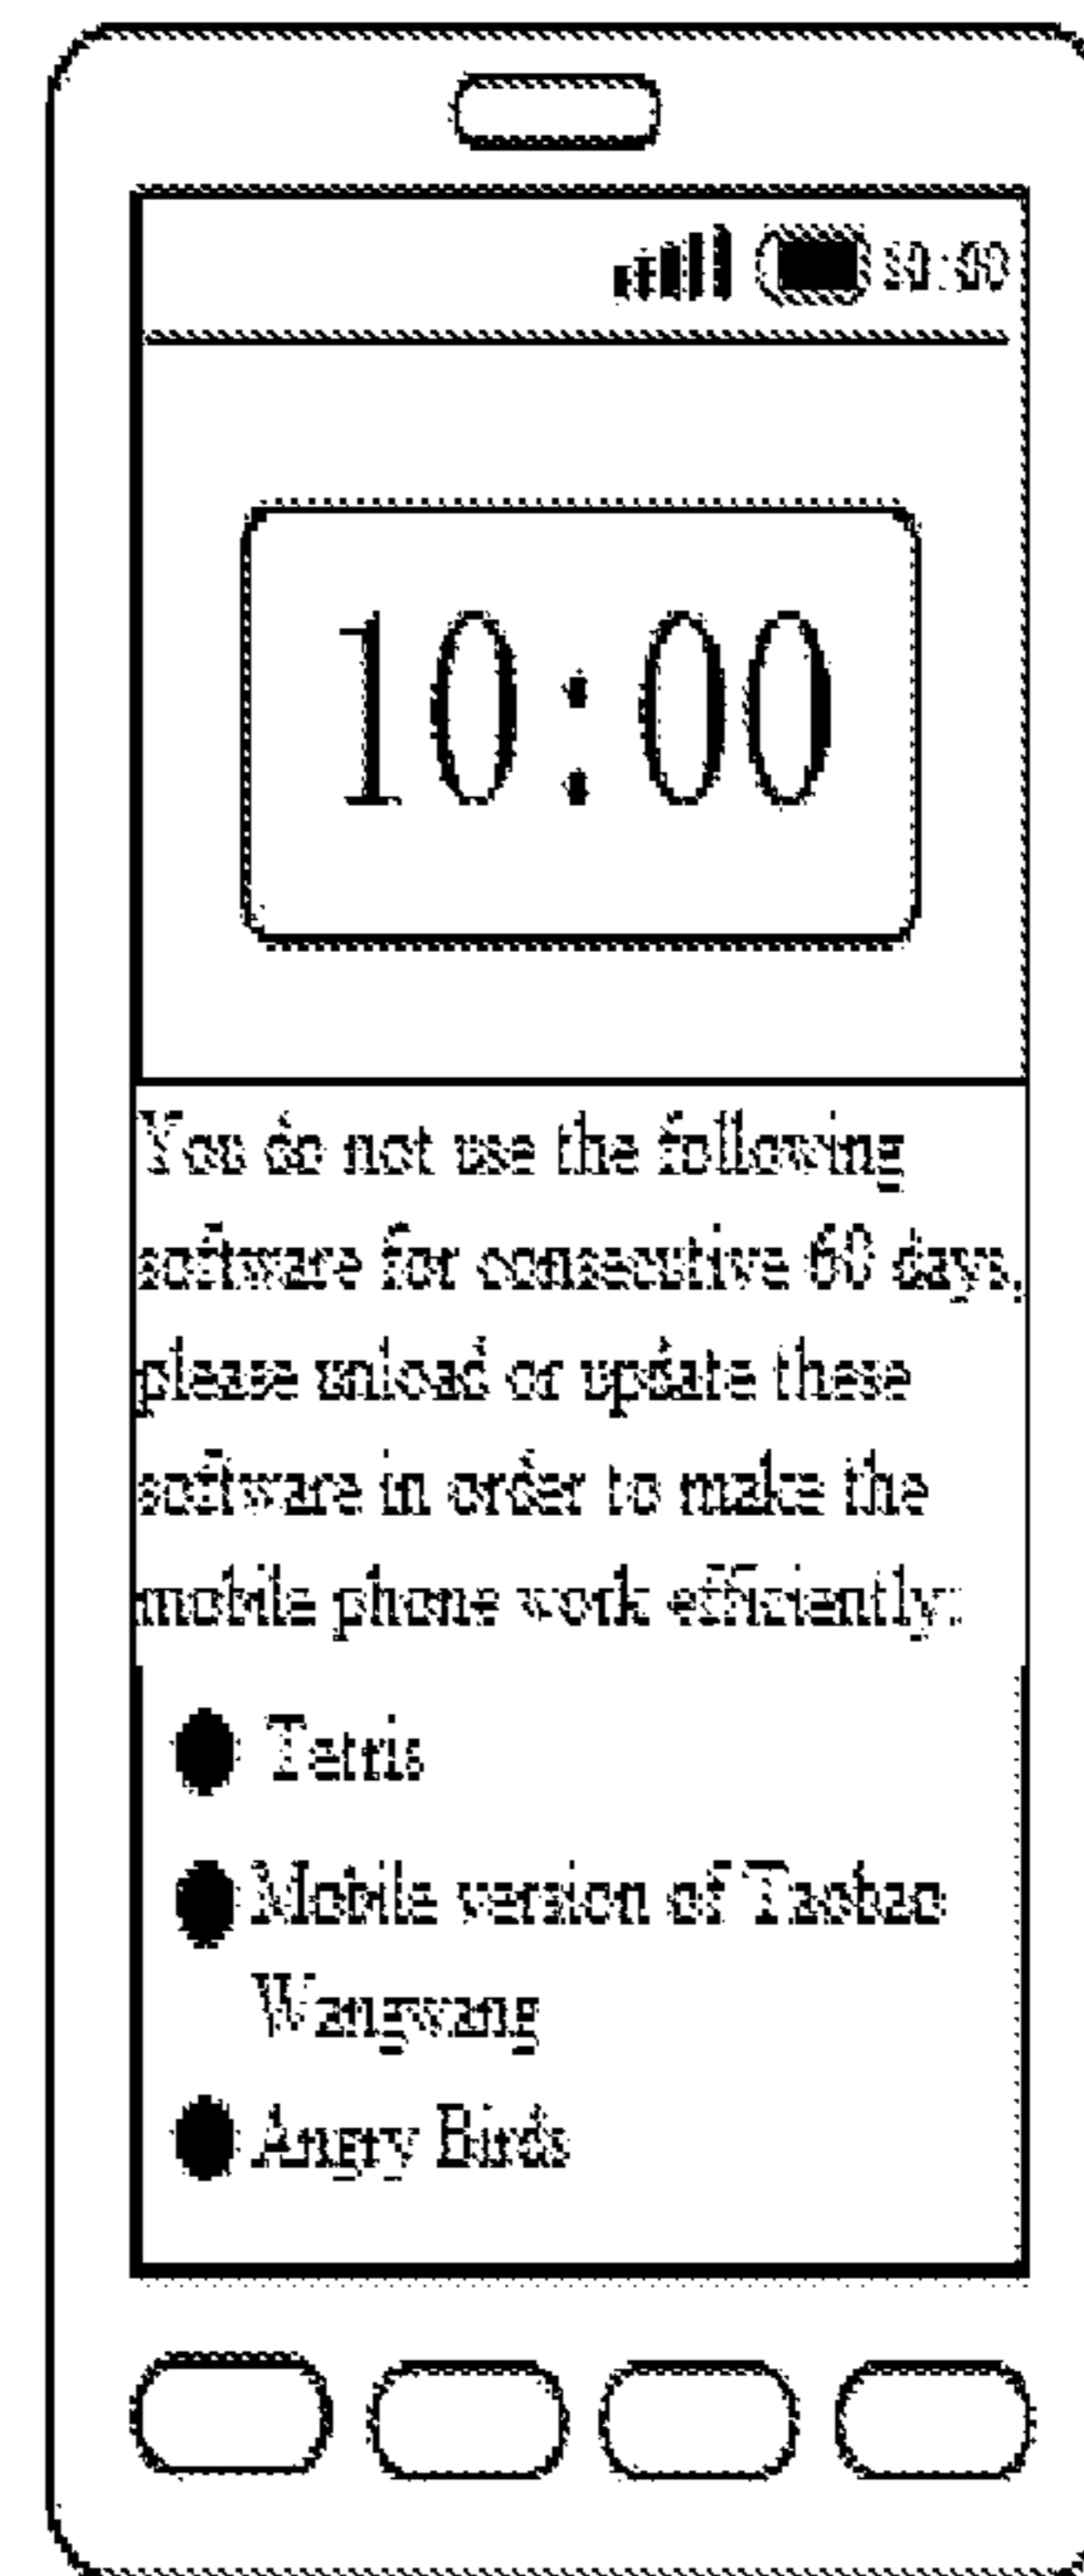 10:00
You do not use the following
software for consecutive 60 days,
please unload or update these
software in order to make the
mobile phone work efficiently:
Tetris
Mobile version of Taobao
Wangwang
Angry Birds